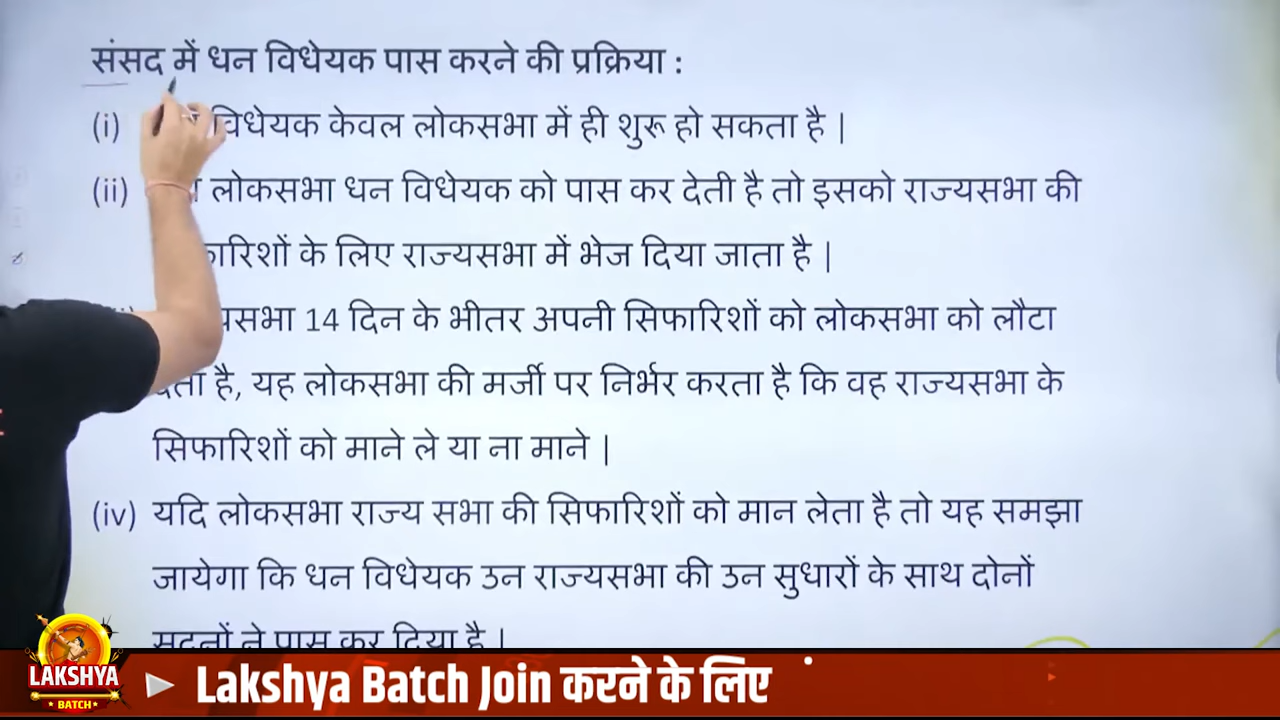 संसद में धन विधेयक पास करने की प्रक्रिया :
(i) विधेयक केवल लोकसभा में ही शुरू हो सकता है |
(ii) लोकसभा धन विधेयक को पास कर देती है तो इसको राज्यसभा की
के लिए राज्यसभा में भेज दिया जाता है |
14 दिन के भीतर अपनी सिफारिशों को लोकसभा को लौटा
है, यह लोकसभा की मर्जी पर निर्भर करता है कि वह राज्यसभा के
सिफारिशों को माने ले या ना माने |
(iv) यदि लोकसभा राज्य सभा की सिफारिशों को मान लेता है तो यह समझा
जायेगा कि धन विधेयक उन राज्यसभा की उन सुधारों के साथ दोनों
सदनों ने पास कर दिया है |
LAKSHYA
BATCH
Lakshya Batch Join करने के लिए